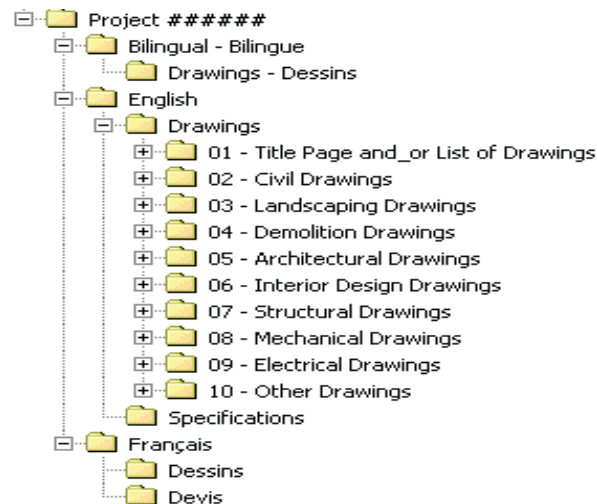 Project ######
Bilingual - Bilingue
Drawings - Dessins
English
Drawings
01 - Title Page and_or List of Drawings
02 - Civil Drawings
03 - Landscaping Drawings
04 - Demolition Drawings
05 - Architectural Drawings
06 - Interior Design Drawings
07 - Structural Drawings
08 - Mechanical Drawings
09 - Electrical Drawings
10 - Other Drawings
Specifications
Français
Dessins
Devis